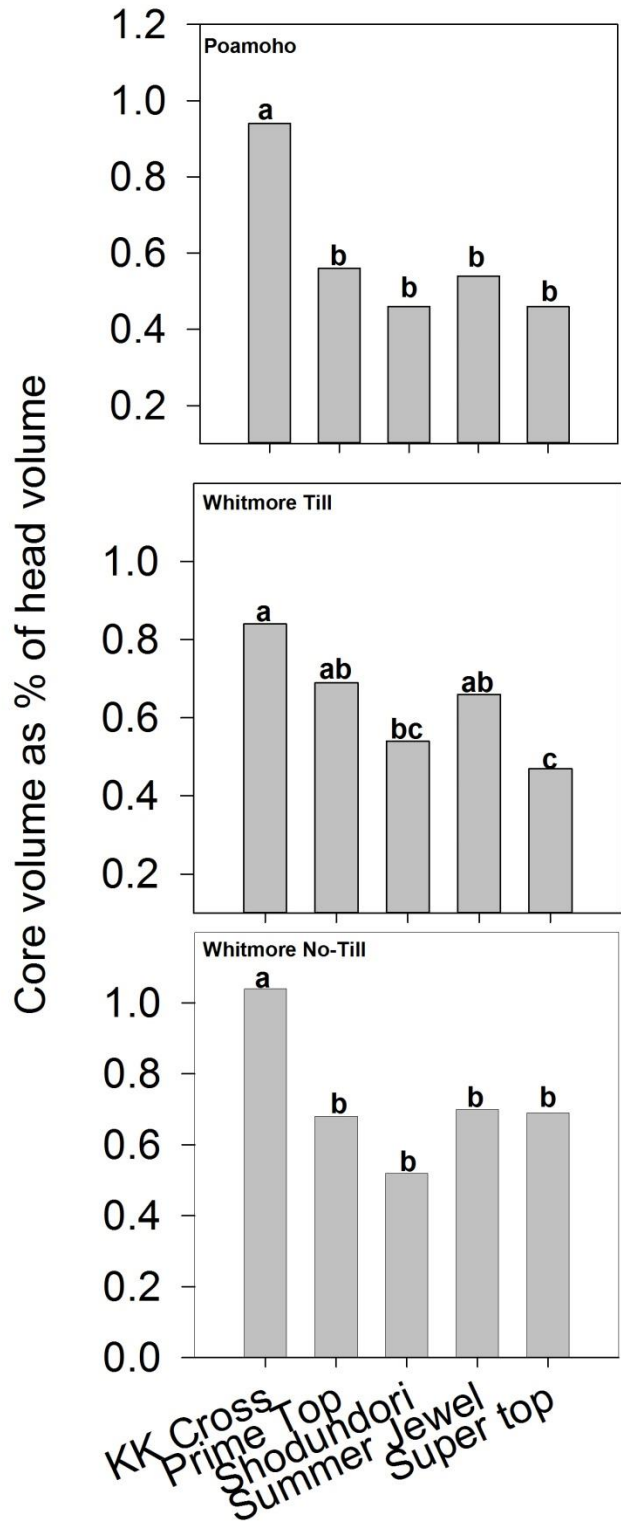 Core volume as % of head volume
Poamoho
1.2
1.0
0.8
0.6
0.4
0.2
a
b
b
b
b
Whitmore Till
1.0
0.8
0.6
0.4
0.2
a
ab
bc
ab
c
Whitmore No-Till
1.0
0.8
0.6
0.4
0.2
0.0
a
b
b
b
b
KK Cross
Prime Top
Shodundori
Summer Jewel
Super top